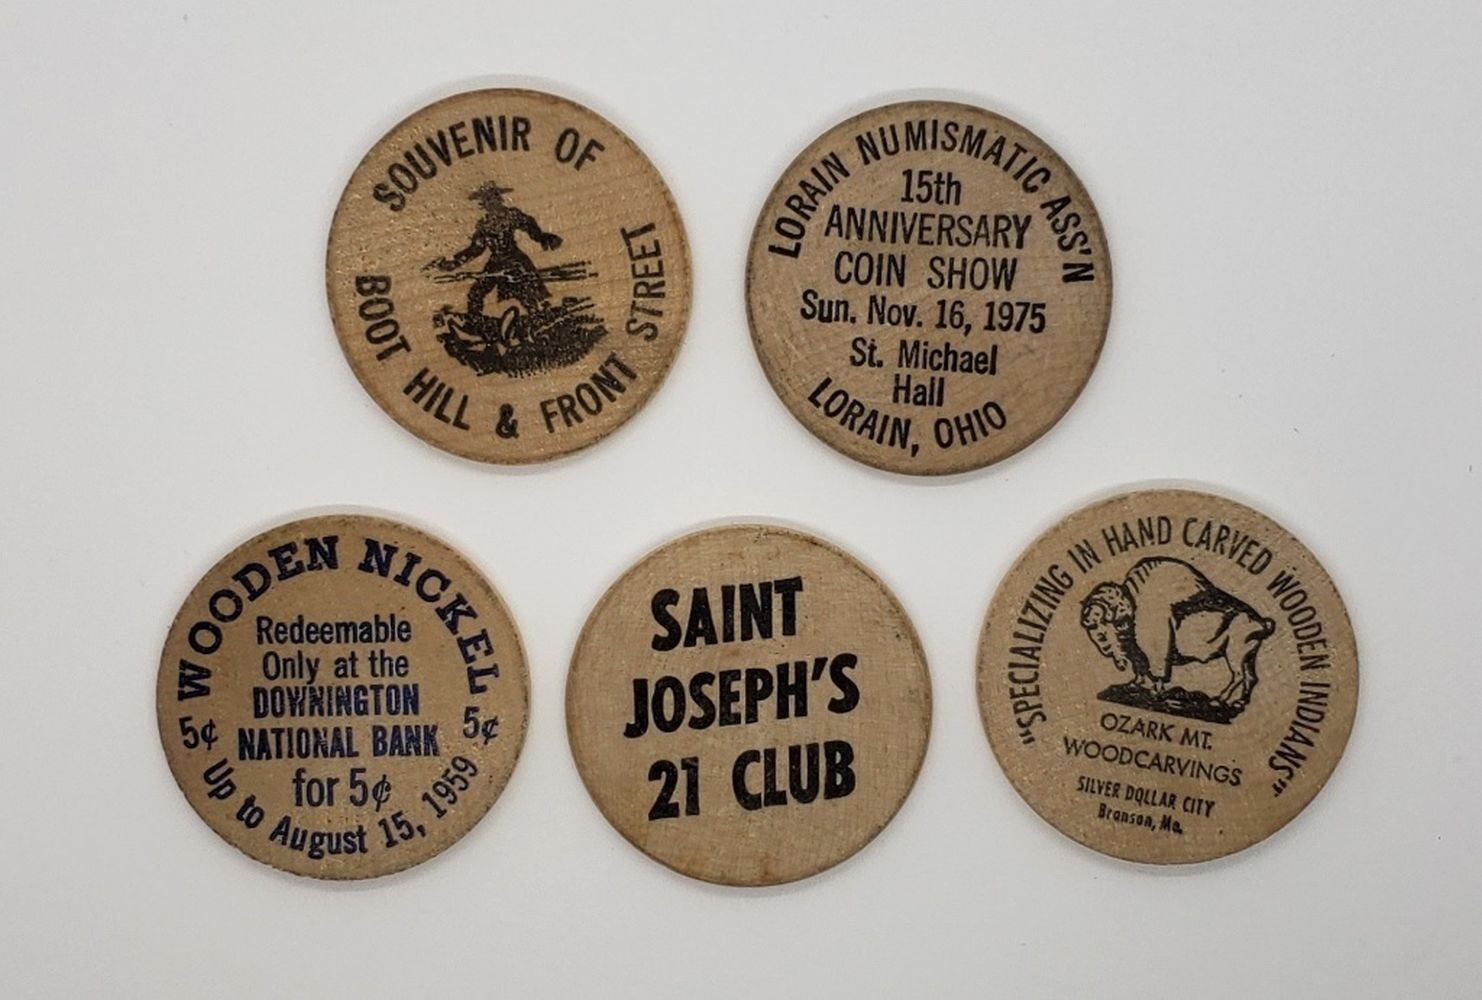 SOUVENIR OF
BOOT HILL & FRONT STREET
LORAIN NUMISMATIC ASS'N
15th
ANNIVERSARY
COIN SHOW
Sun. Nov. 16, 1975
St. Michael
Hall
LORAIN, OHIO
WOODEN NICKEL
Redeemable
Only at the
DOWNINGTON
NATIONAL BANK
for 5¢
5¢ 5¢
Up to August 15, 1959
SAINT
JOSEPH'S
21 CLUB
"SPECIALIZING IN HAND CARVED WOODEN INDIANS"
OZARK MT.
WOODCARVINGS
SILVER DOLLAR CITY
Branson, Mo.